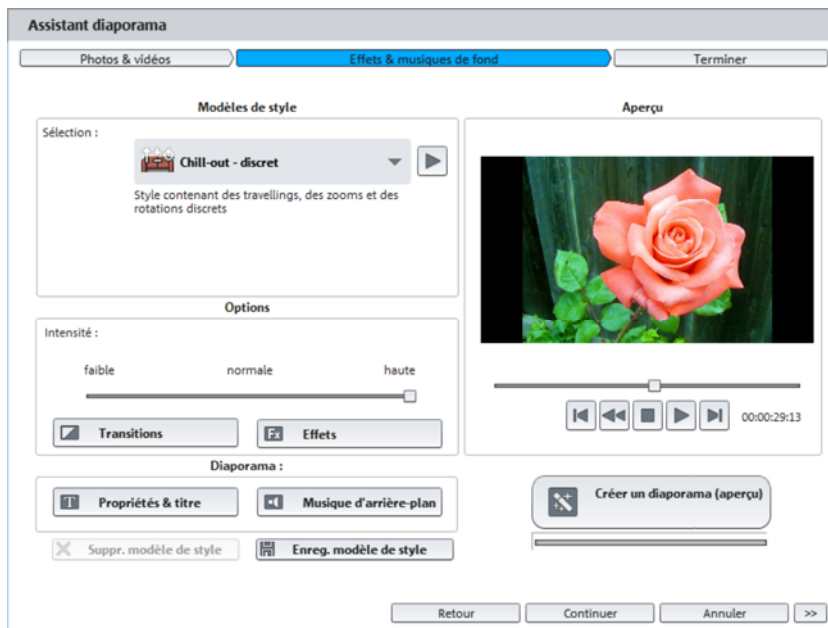 Assistant diaporama
Photos & vidéos
Effets & musiques de fond
Terminer
Modèles de style
Sélection :
Chill-out - discret
Style contenant des travellings, des zooms et des
rotations discrets
Options
Intensité :
faible normale haute
Transitions
Fx Effets
Diaporama :
T Propriétés & titre
Musique d'arrière-plan
Suppr. modèle de style
Enreg. modèle de style
Aperçu
00:00:29:13
Créer un diaporama (aperçu)
Retour
Continuer
Annuler
>>